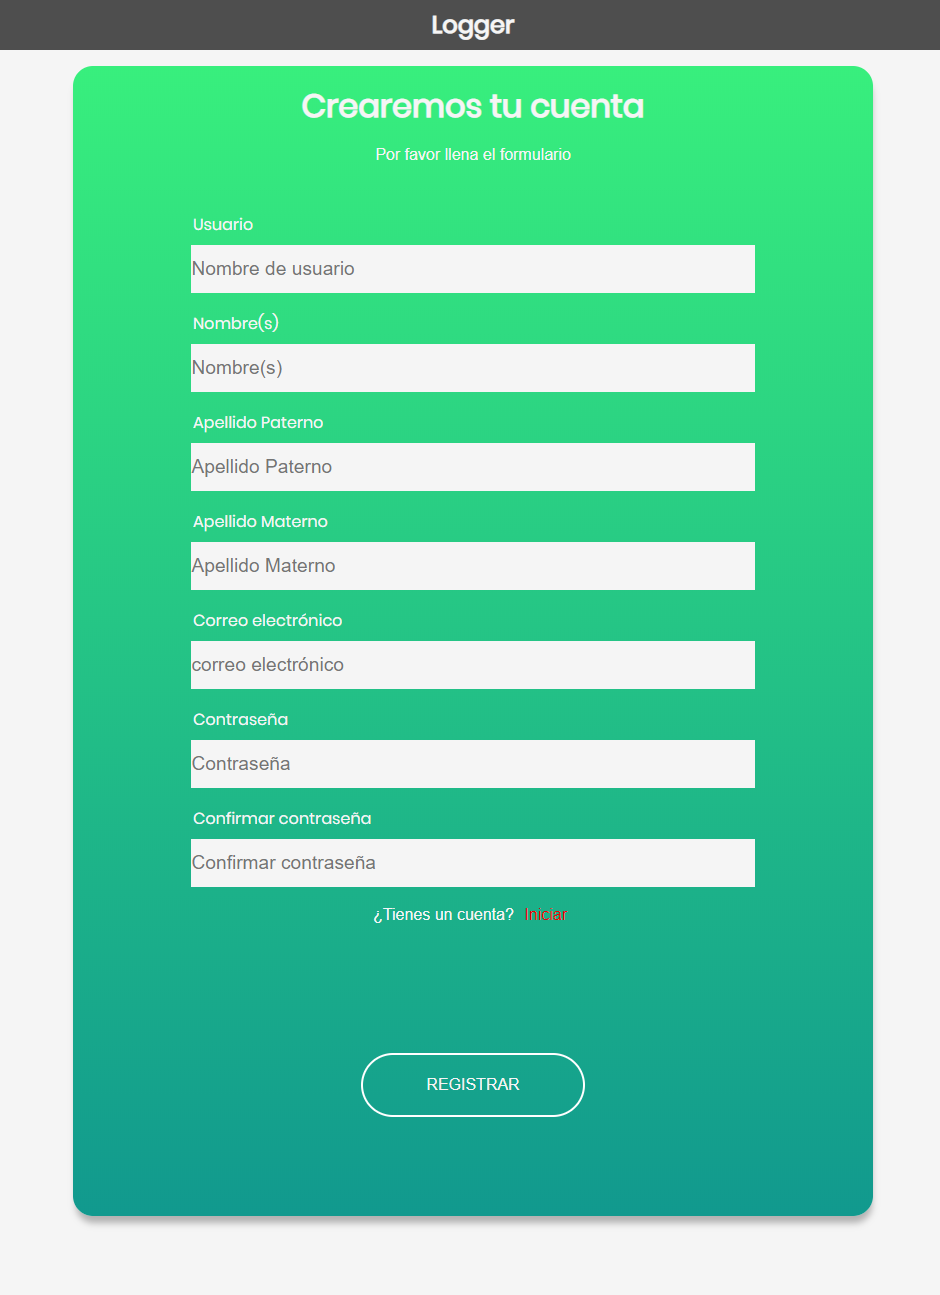 Logger
Crearemos tu cuenta
Por favor llena el formulario
Usuario
Nombre de usuario
Nombre(s)
Nombre(s)
Apellido Paterno
Apellido Paterno
Apellido Materno
Apellido Materno
Correo electrónico
correo electrónico
Contraseña
Contraseña
Confirmar contraseña
Confirmar contraseña
¿Tienes un cuenta? Iniciar
REGISTRAR